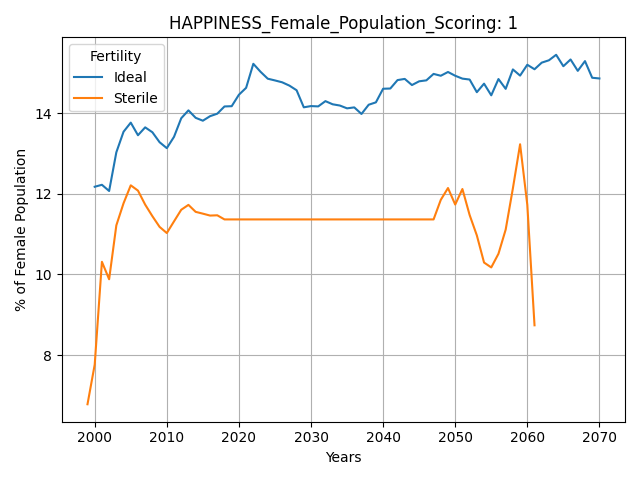 HAPPINESS_Female_Population_Scoring: 1
Fertility
Ideal
Sterile
14
12
10
8
% of Female Population
2000 2010 2020 2030 2040 2050 2060 2070
Years